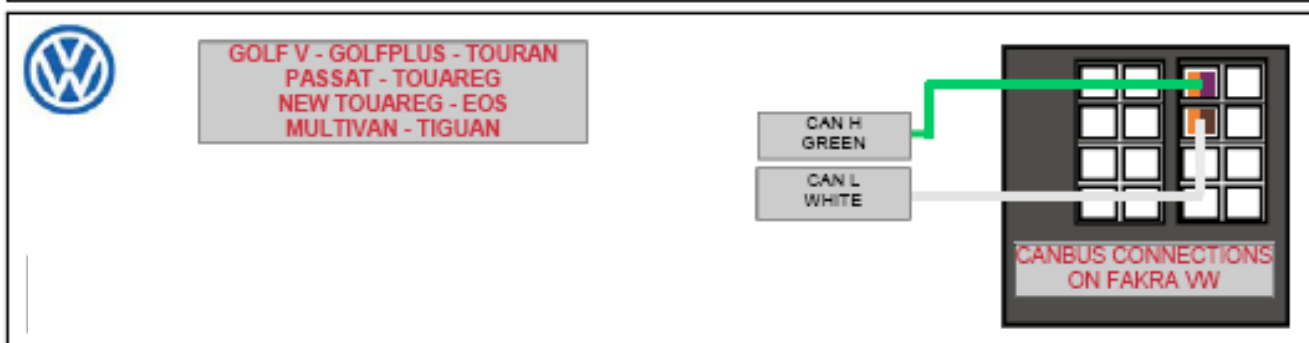 GOLF V - GOLFPLUS - TOURAN
PASSAT - TOUAREG
NEW TOUAREG - EOS
MULTIVAN - TIGUAN
CAN H
GREEN
CAN L
WHITE
CANBUS CONNECTIONS
ON FAKRA VW